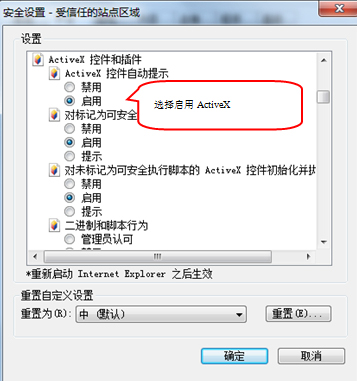 安全设置 - 受信任的站点区域
设置
ActiveX 控件和插件
ActiveX 控件自动提示
禁用
启用
选择启用 ActiveX
对标记为可安全
禁用
启用
提示
对未标记为可安全执行脚本的 ActiveX 控件初始化并执
禁用
启用
提示
二进制和脚本行为
管理员认可
*重新启动 Internet Explorer 之后生效
重置自定义设置
重置为(R): 中 (默认) 重置(E)...
确定 取消